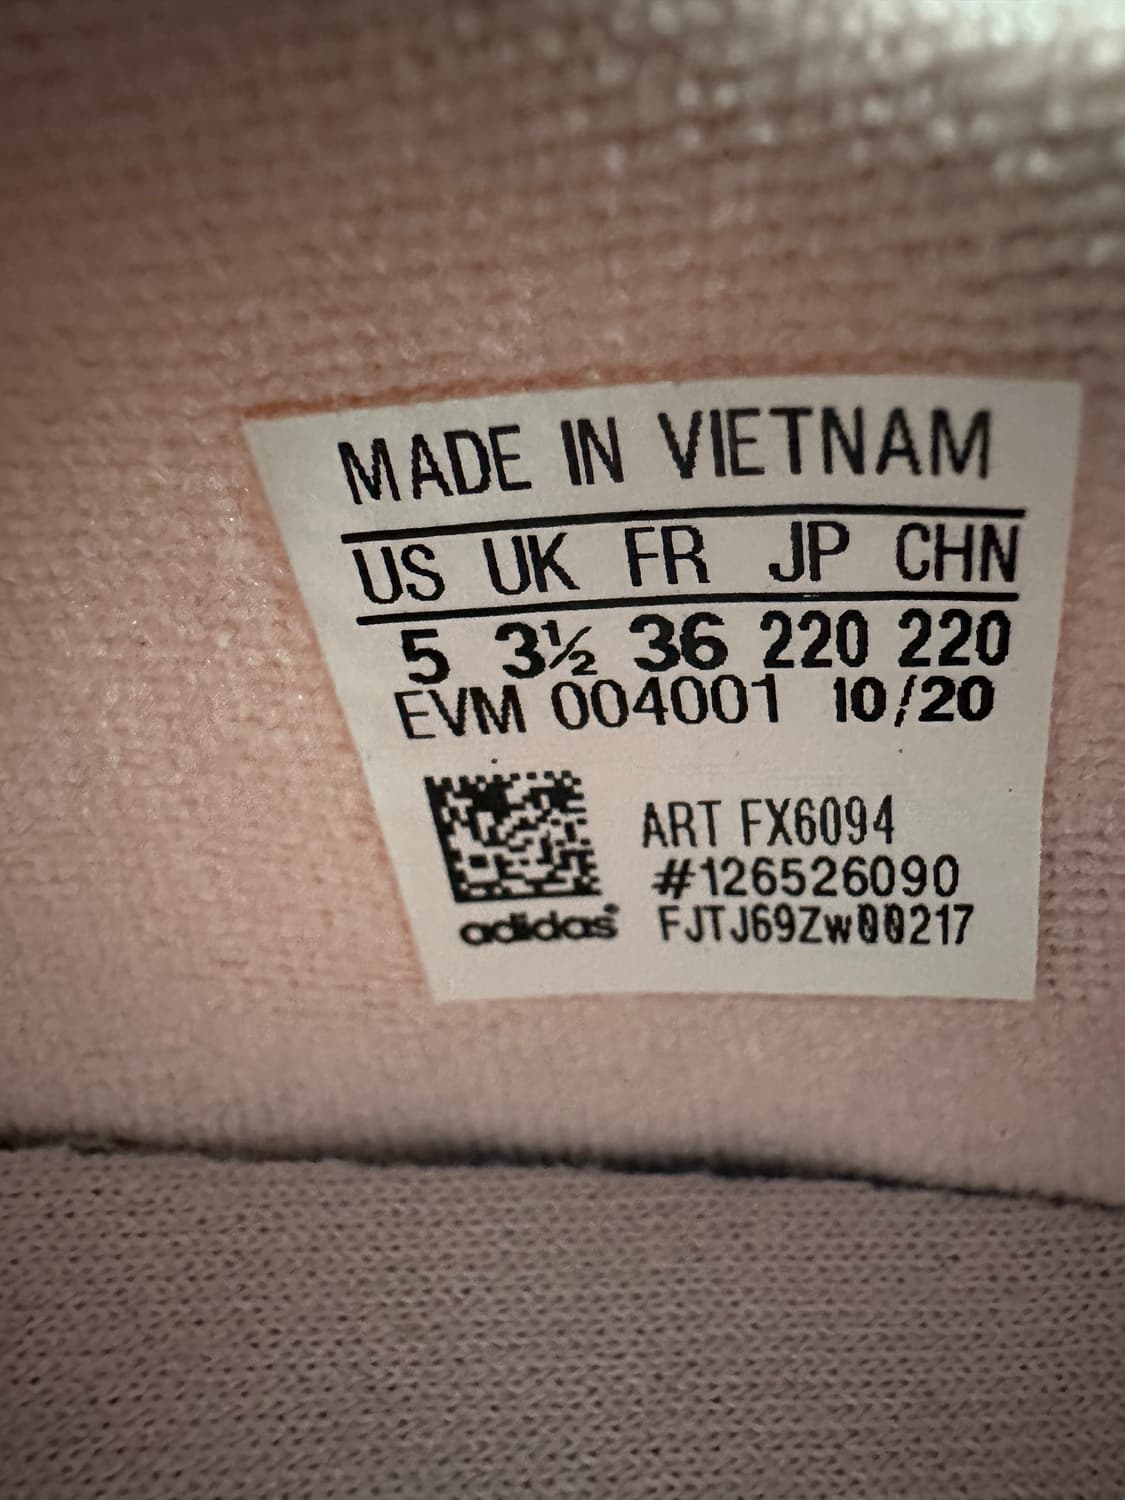 MADE IN VIETNAM
US UK FR JP CHN
5 3½ 36 220 220
EVM 004001 10/20
ART FX6094
#126526090
adidas® FJTJ69Zw00217